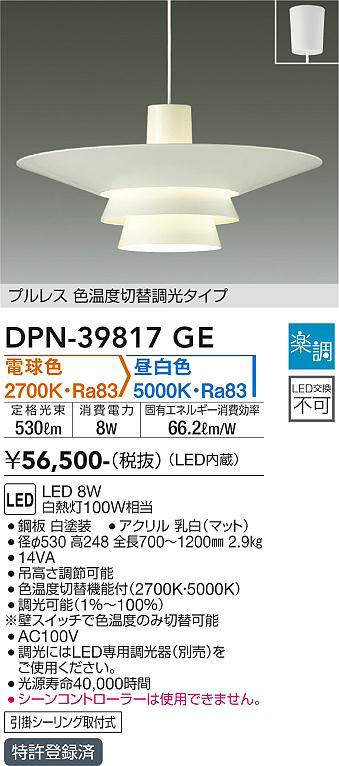 プルレス 色温度切替調光タイプ
DPN-39817 GE
楽調
電球色 昼白色
2700K・Ra83 5000K・Ra83
LED交換
不可
定格光束 消費電力 固有エネルギー消費効率
530ℓm 8W 66.2ℓm/W
¥56,500-(税抜) (LED内蔵)
LED LED 8W
白熱灯100W相当
●鋼板 白塗装 ●アクリル 乳白(マット)
●径φ530 高248 全長700〜1200㎜ 2.9㎏
●14VA
●吊高さ調節可能
●色温度切替機能付(2700K・5000K)
●調光可能(1%〜100%)
※壁スイッチで色温度のみ切替可能
●AC100V
●調光にはLED専用調光器(別売)を
ご使用ください。
●光源寿命40,000時間
●シーンコントローラーは使用できません。
引掛シーリング取付式
特許登録済